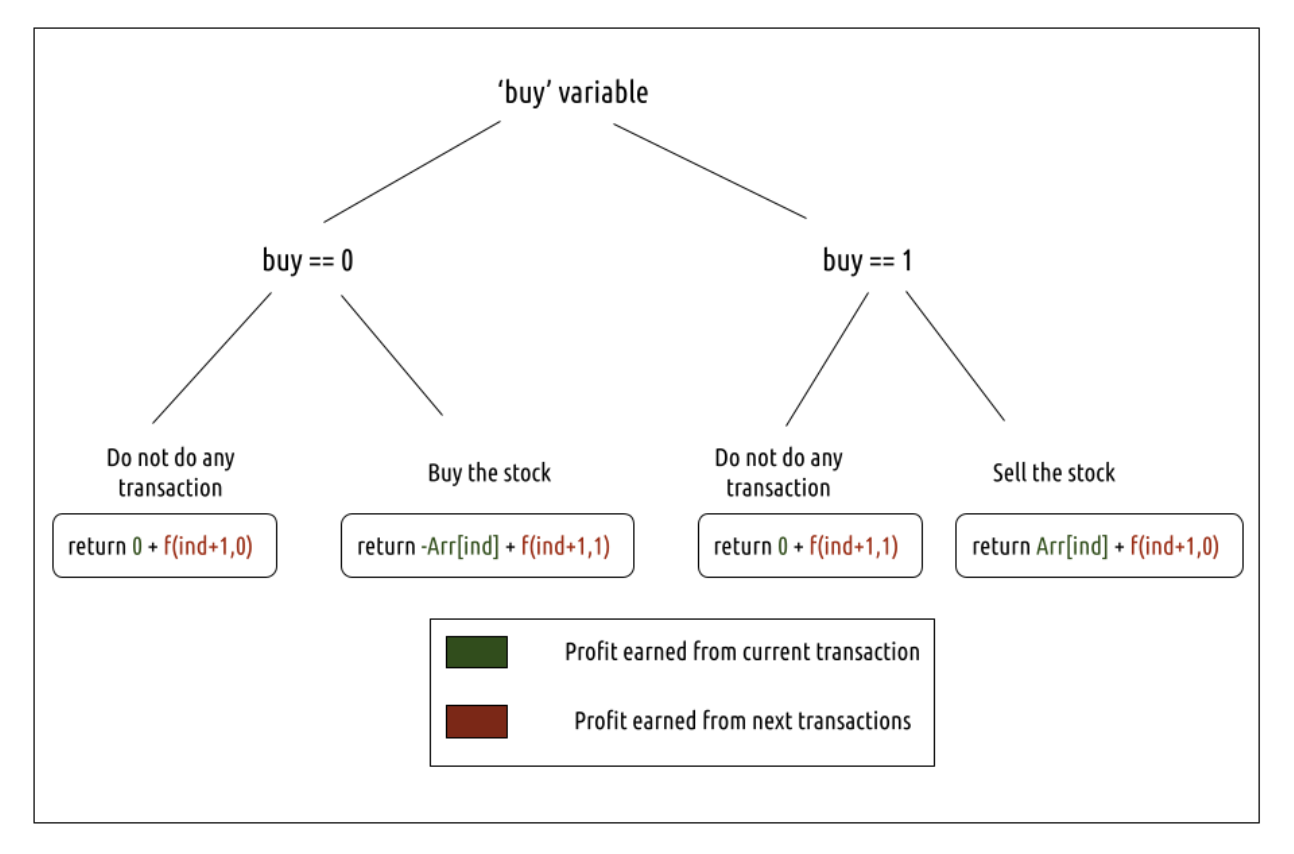 ‘buy’ variable
buy == 0
buy == 1
Do not do any
transaction
Buy the stock
Do not do any
transaction
Sell the stock
return 0 + f(ind+1,0)
return -Arr[ind] + f(ind+1,1)
return 0 + f(ind+1,1)
return Arr[ind] + f(ind+1,0)
Profit earned from current transaction
Profit earned from next transactions